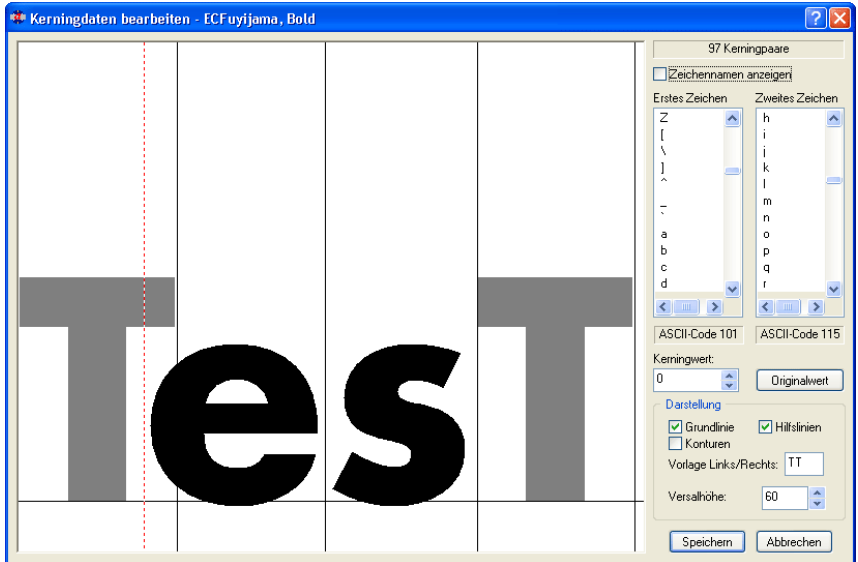 Kerningdaten bearbeiten - ECFuyijama, Bold
97 Kerningpaare
Zeichennamen anzeigen
Erstes Zeichen
Zweites Zeichen
Z
[
\
]
^
_
`
a
b
c
d
h
i
j
k
l
m
n
o
p
q
r
ASCII-Code 101
ASCII-Code 115
Kerningwert:
0
Originalwert
Darstellung
Grundlinie
Hilfslinien
Konturen
Vorlage Links/Rechts: TT
Versalhöhe: 60
Speichern
Abbrechen
TesT